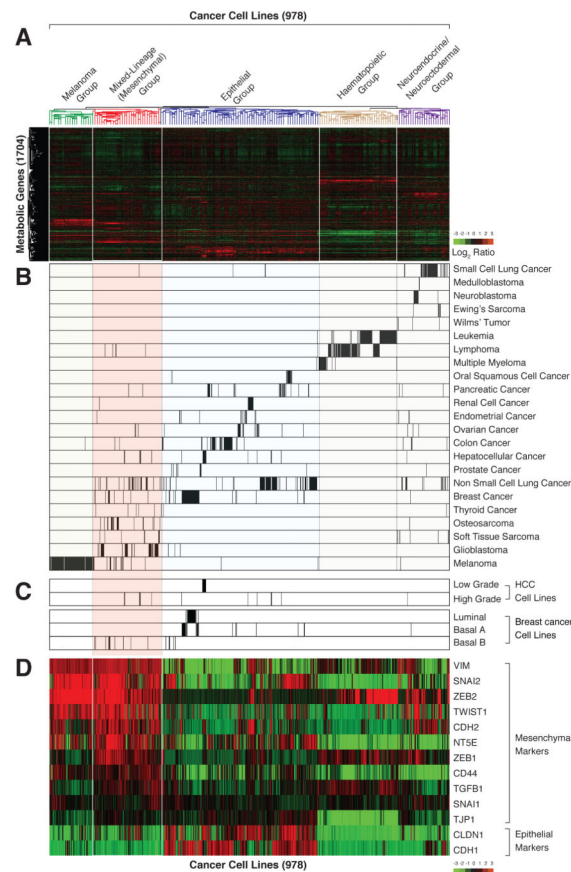 Cancer Cell Lines (978)
A
Melanoma
Group
Mixed-Lineage
(Mesenchymal)
Group
Epithelial
Group
Haematopoietic
Group
Neuroendocrine/
Neuroectodermal
Group
Metabolic Genes (1704)
-3 -2 -1 0 1 2 3
Log2 Ratio
B
Small Cell Lung Cancer
Medulloblastoma
Neuroblastoma
Ewing's Sarcoma
Wilms' Tumor
Leukemia
Lymphoma
Multiple Myeloma
Oral Squamous Cell Cancer
Pancreatic Cancer
Renal Cell Cancer
Endometrial Cancer
Ovarian Cancer
Colon Cancer
Hepatocellular Cancer
Prostate Cancer
Non Small Cell Lung Cancer
Breast Cancer
Thyroid Cancer
Osteosarcoma
Soft Tissue Sarcoma
Glioblastoma
Melanoma
C
Low Grade
High Grade
HCC
Cell Lines
Luminal
Basal A
Basal B
Breast cancer
Cell Lines
D
VIM
SNAI2
ZEB2
TWIST1
CDH2
NT5E
ZEB1
CD44
TGFB1
SNAI1
TJP1
Mesenchyma
Markers
CLDN1
CDH1
Epithelial
Markers
Cancer Cell Lines (978)
-3 -2 -1 0 1 2 3